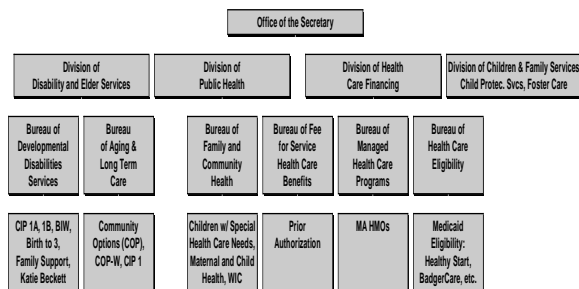 Office of the Secretary
Division of
Disability and Elder Services
Division of
Public Health
Division of Health
Care Financing
Division of Children & Family Services
Child Protec. Svcs, Foster Care
Bureau of
Developmental
Disabilities
Services
Bureau
of Aging &
Long Term
Care
Bureau of
Family and
Community
Health
Bureau of Fee
for Service
Health Care
Benefits
Bureau of
Managed
Health Care
Programs
Bureau of
Health Care
Eligibility
CIP 1A, 1B, BIW,
Birth to 3,
Family Support,
Katie Beckett
Community
Options (COP),
COP-W, CIP 1
Children w/ Special
Health Care Needs,
Maternal and Child
Health, WIC
Prior
Authorization
MA HMOs
Medicaid
Eligibility:
Healthy Start,
BadgerCare, etc.